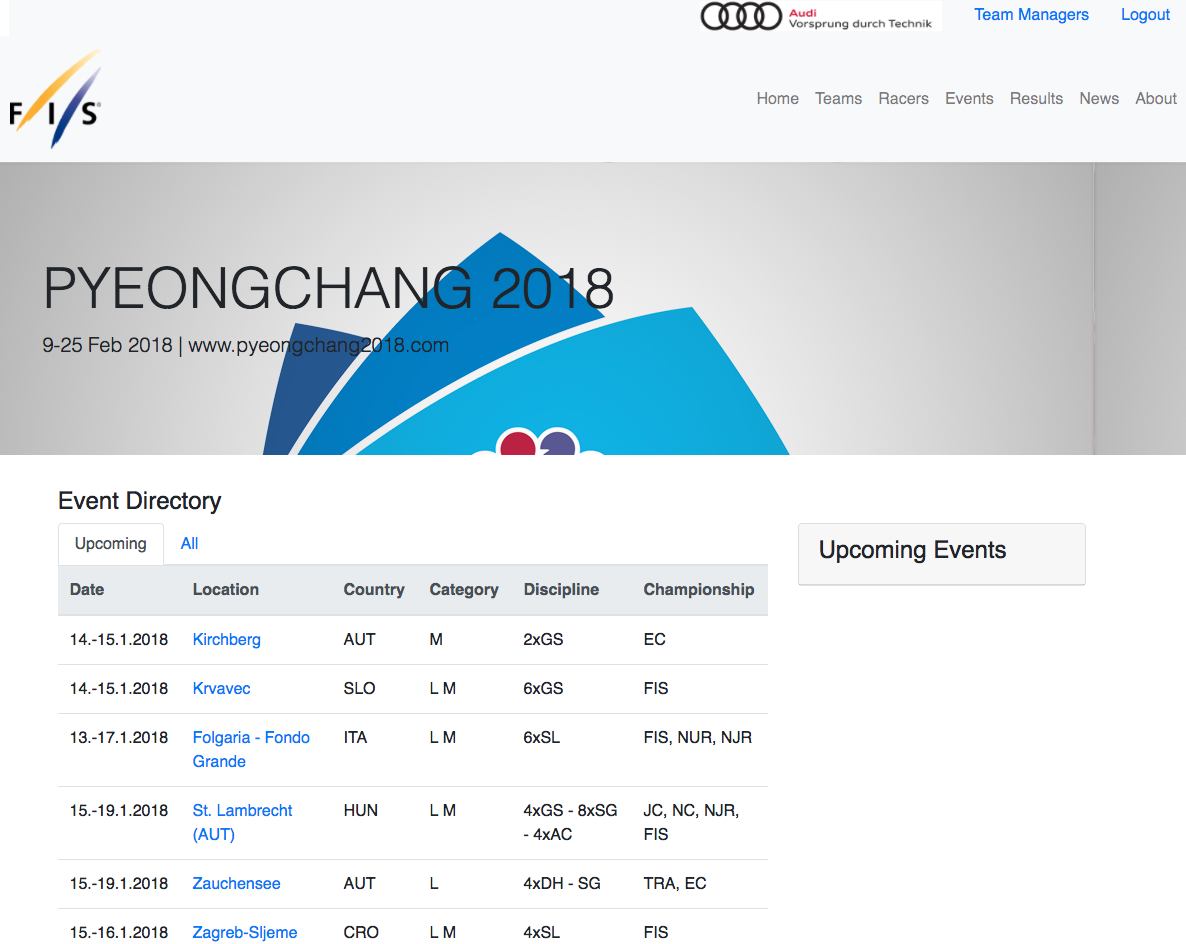 Audi
Vorsprung durch Technik
Team Managers Logout
F I S
Home Teams Racers Events Results News About
PYEONGCHANG 2018
9-25 Feb 2018 | www.pyeongchang2018.com
Event Directory
Upcoming All
Upcoming Events
Date Location Country Category Discipline Championship
14.-15.1.2018 Kirchberg AUT M 2xGS EC
14.-15.1.2018 Krvavec SLO L M 6xGS FIS
13.-17.1.2018 Folgaria - Fondo ITA L M 6xSL FIS, NUR, NJR
Grande
15.-19.1.2018 St. Lambrecht HUN L M 4xGS - 8xSG JC, NC, NJR,
(AUT) - 4xAC FIS
15.-19.1.2018 Zauchensee AUT L 4xDH - SG TRA, EC
15.-16.1.2018 Zagreb-Sljeme CRO L M 4xSL FIS